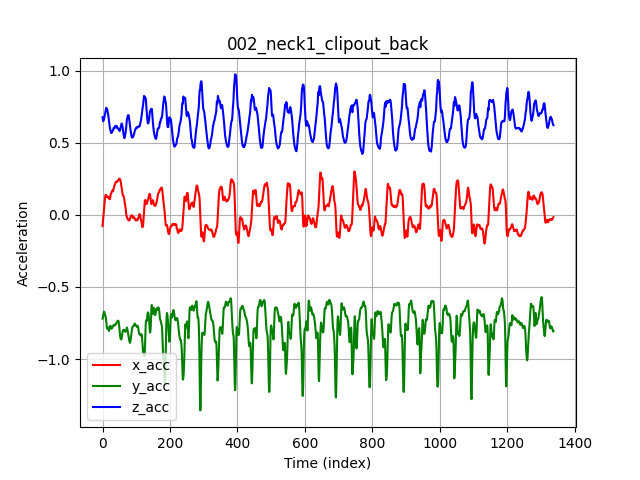 002_neck1_clipout_back
1.0
0.5
0.0
−0.5
−1.0
Acceleration
x_acc
y_acc
z_acc
0 200 400 600 800 1000 1200 1400
Time (index)